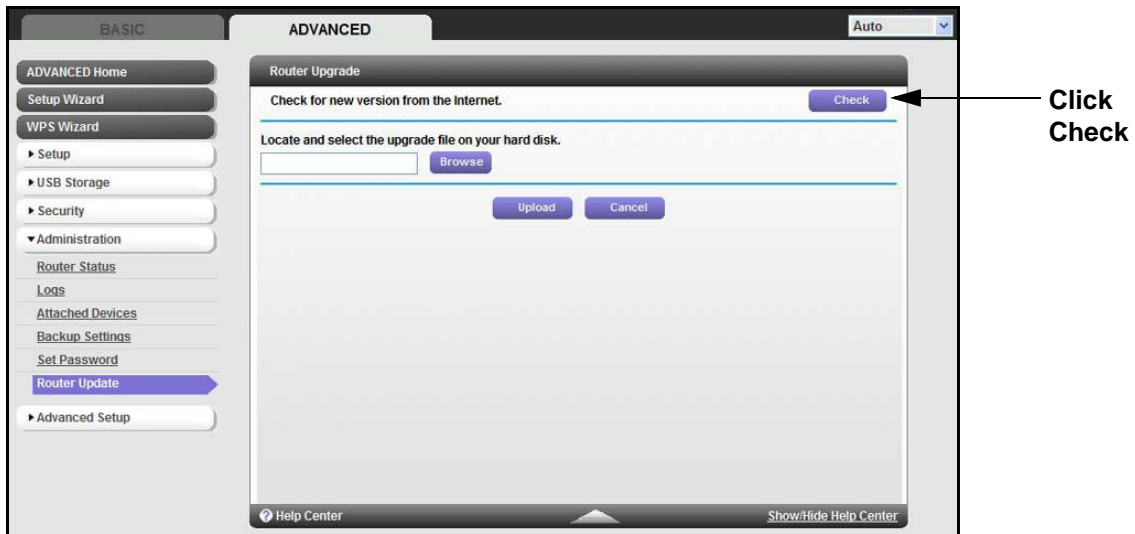 BASIC
ADVANCED
Auto
ADVANCED Home
Setup Wizard
WPS Wizard
Setup
USB Storage
Security
Administration
Router Status
Logs
Attached Devices
Backup Settings
Set Password
Router Update
Advanced Setup
Router Upgrade
Check for new version from the Internet.
Check
Locate and select the upgrade file on your hard disk.
Browse
Upload Cancel
? Help Center
Show/Hide Help Center
Click
Check